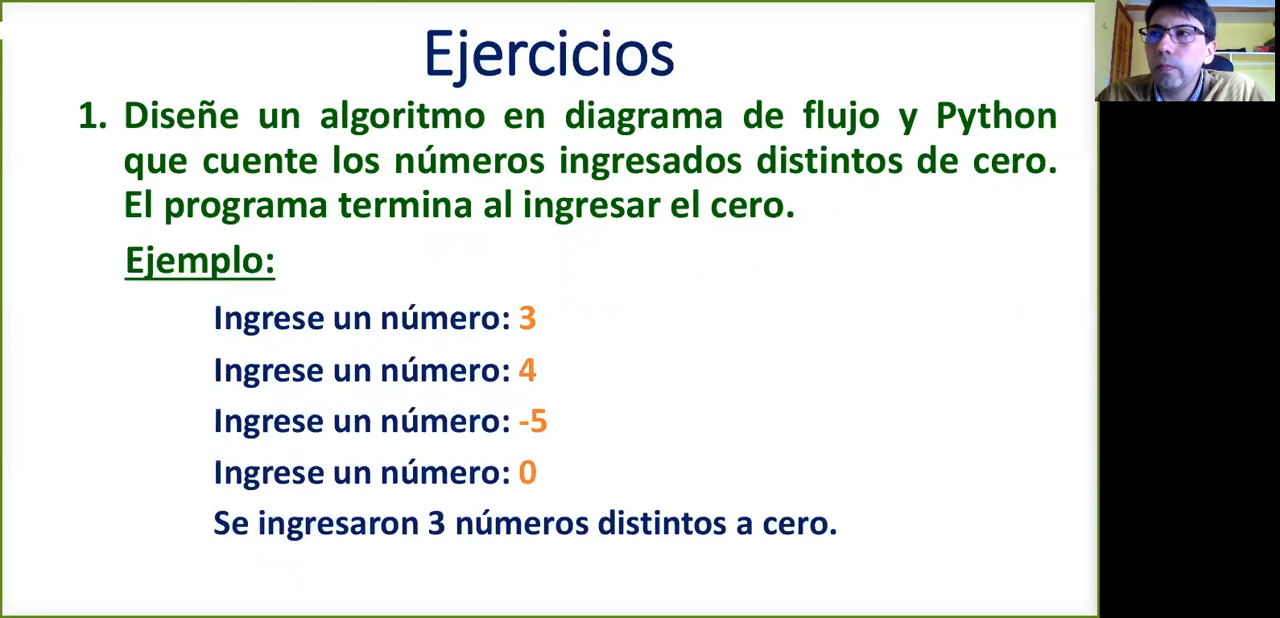 Ejercicios
1. Diseñe un algoritmo en diagrama de flujo y Python
que cuente los números ingresados distintos de cero.
El programa termina al ingresar el cero.
Ejemplo:
Ingrese un número: 3
Ingrese un número: 4
Ingrese un número: -5
Ingrese un número: 0
Se ingresaron 3 números distintos a cero.